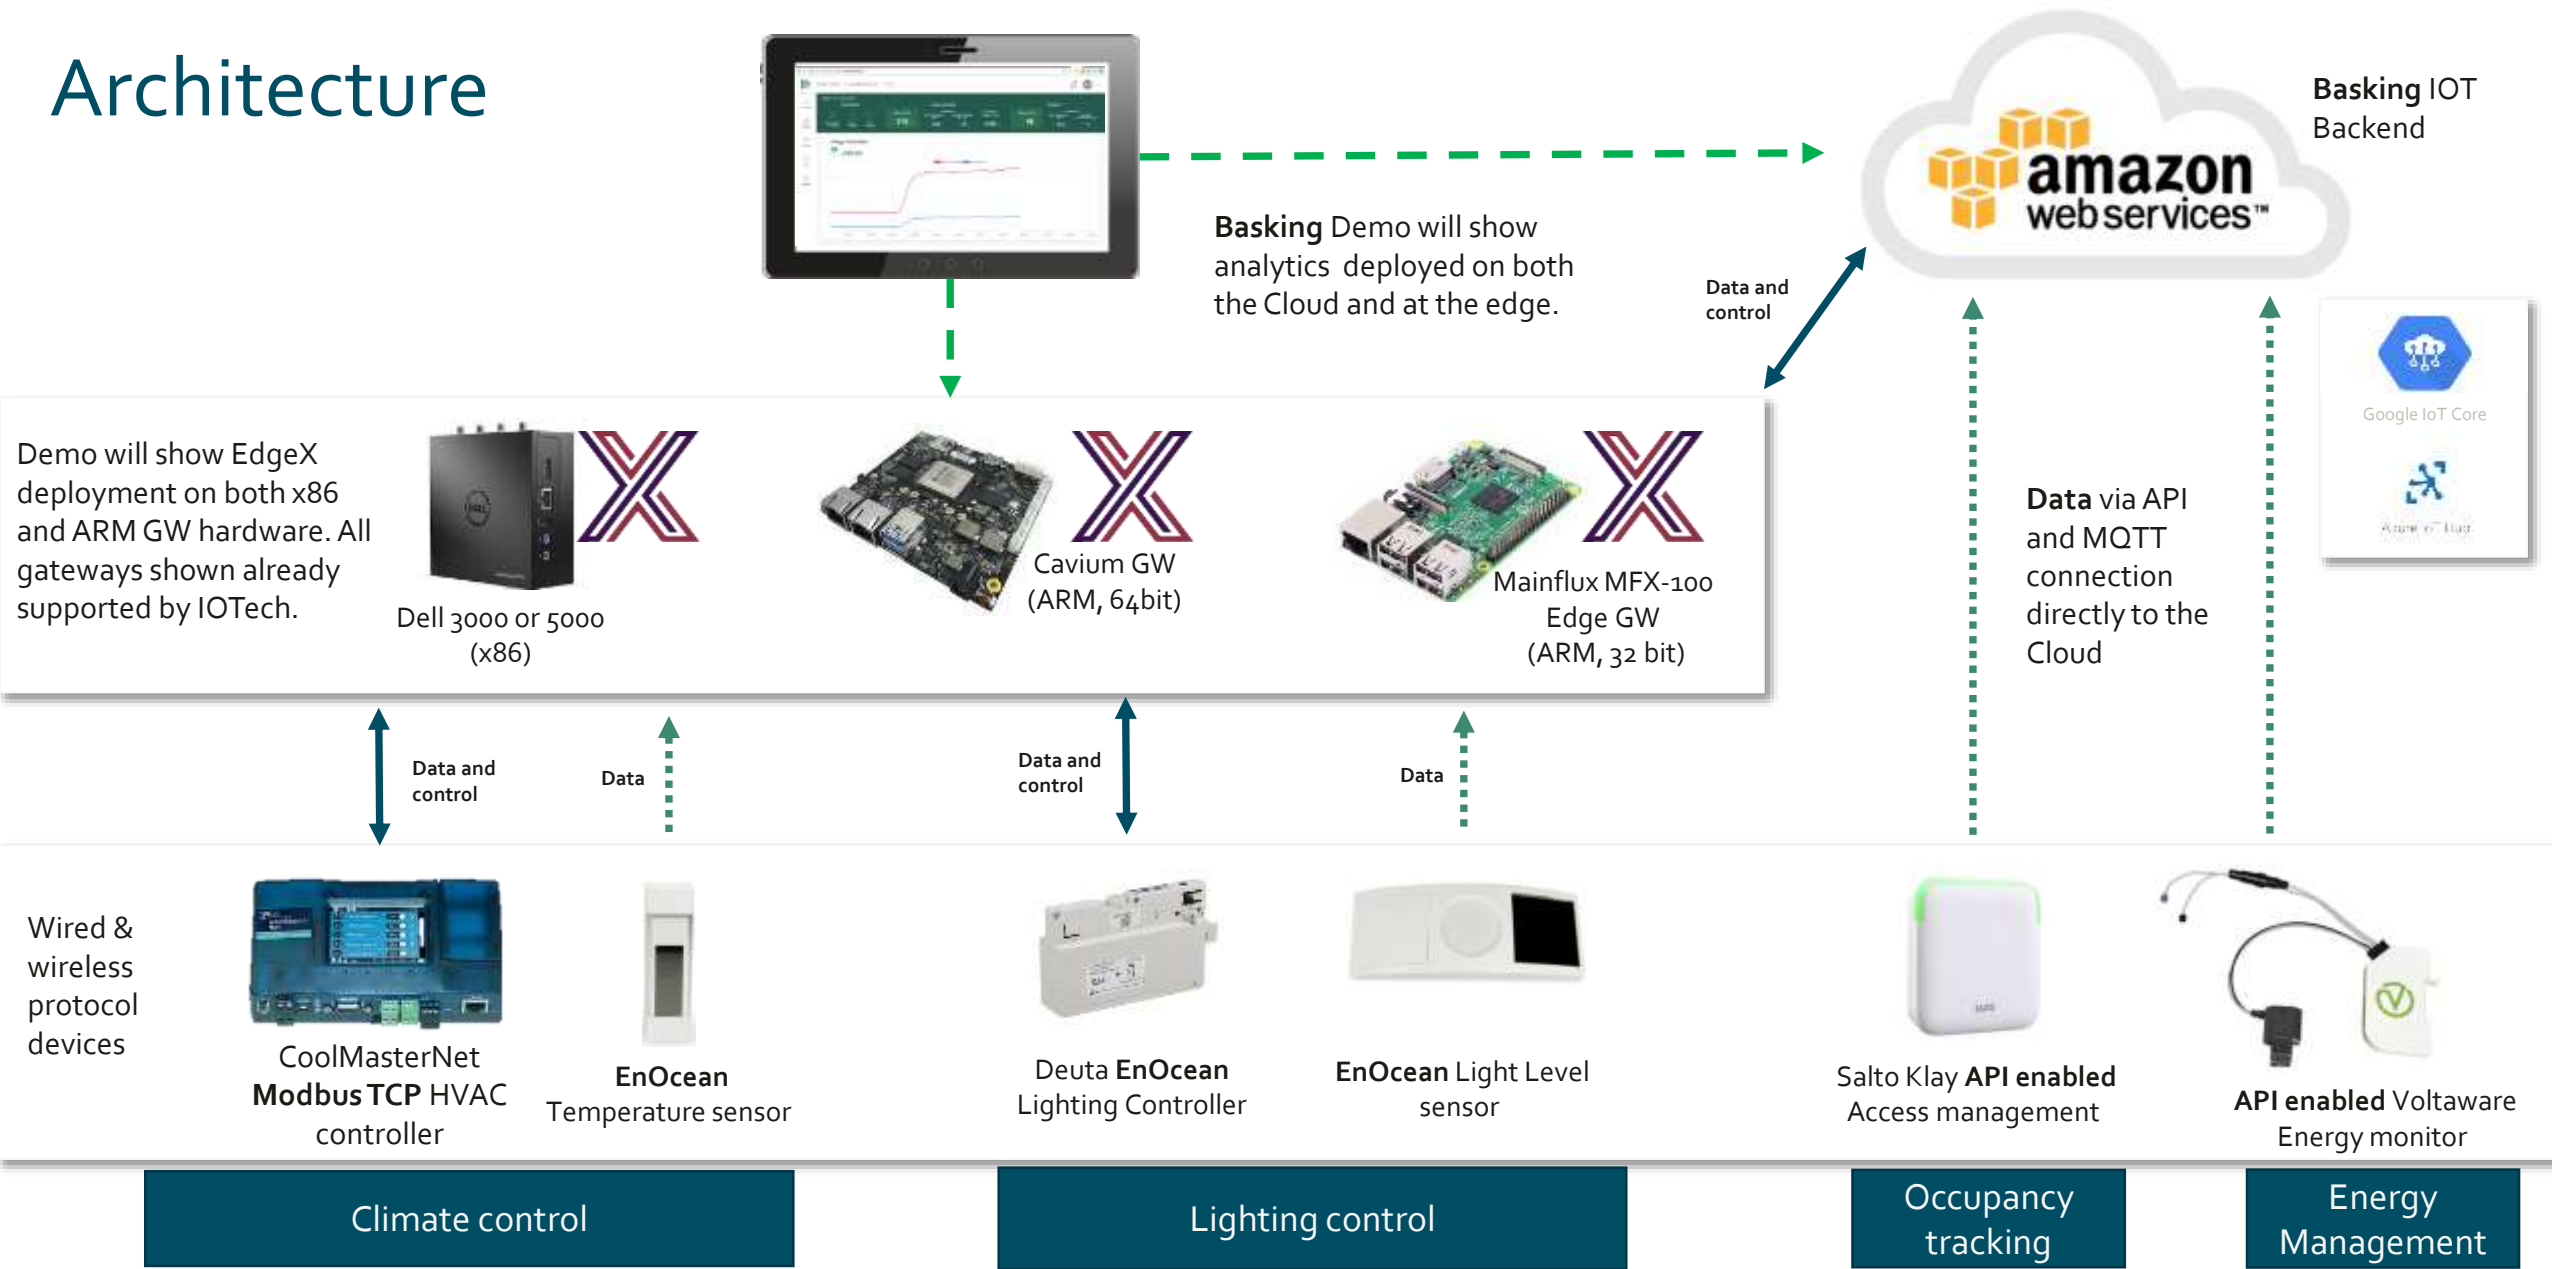 Architecture
Basking IOT
Backend
amazon
web services™
Basking Demo will show
analytics deployed on both
the Cloud and at the edge.
Data and
control
Google IoT Core
Azure IoT Hub
Demo will show EdgeX
deployment on both x86
and ARM GW hardware. All
gateways shown already
supported by IOTech.
DELL
Dell 3000 or 5000
(x86)
Cavium GW
(ARM, 64bit)
Mainflux MFX-100
Edge GW
(ARM, 32 bit)
Data via API
and MQTT
connection
directly to the
Cloud
Data and
control
Data
Data and
control
Data
Wired &
wireless
protocol
devices
CoolMasterNet
Modbus TCP HVAC
controller
EnOcean
Temperature sensor
Deuta EnOcean
Lighting Controller
EnOcean Light Level
sensor
Salto Klay API enabled
Access management
API enabled Voltaware
Energy monitor
Climate control
Lighting control
Occupancy
tracking
Energy
Management